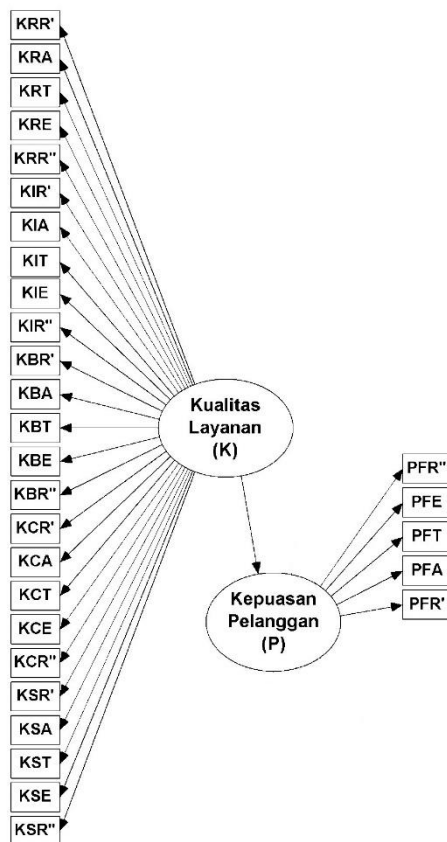 KRR'
KRA
KRT
KRE
KRR"
KIR'
KIA
KIT
KIE
KIR"
KBR'
KBA
KBT
KBE
KBR"
KCR'
KCA
KCT
KCE
KCR"
KSR'
KSA
KST
KSE
KSR"
Kualitas
Layanan
(K)
Kepuasan
Pelanggan
(P)
PFR"
PFE
PFT
PFA
PFR'